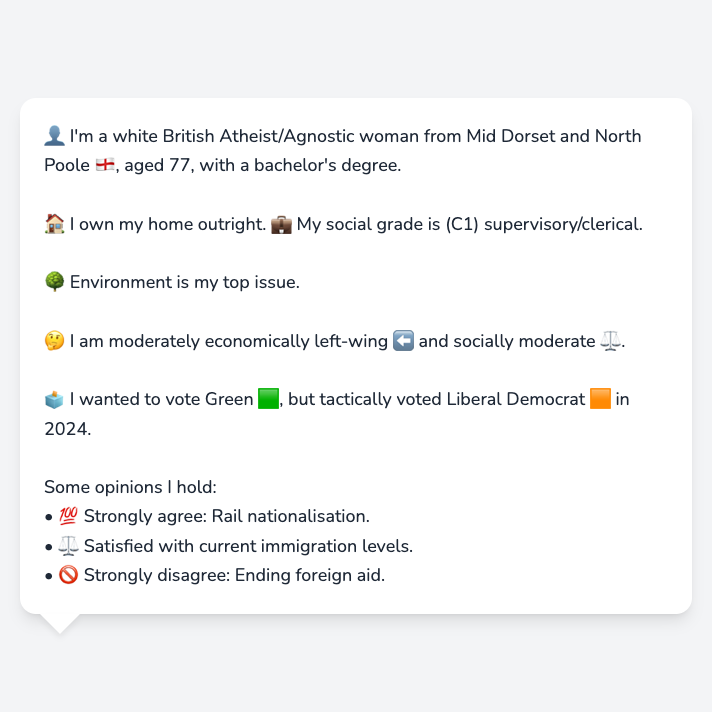 👤 I'm a white British Atheist/Agnostic woman from Mid Dorset and North
Poole 🏴󠁧󠁢󠁥󠁮󠁧󠁿, aged 77, with a bachelor's degree.
🏠 I own my home outright. 💼 My social grade is (C1) supervisory/clerical.
🌳 Environment is my top issue.
🤔 I am moderately economically left-wing ⬅️ and socially moderate ⚖️.
🗳️ I wanted to vote Green 🟩, but tactically voted Liberal Democrat 🟧 in
2024.
Some opinions I hold:
• 💯 Strongly agree: Rail nationalisation.
• ⚖️ Satisfied with current immigration levels.
• 🚫 Strongly disagree: Ending foreign aid.